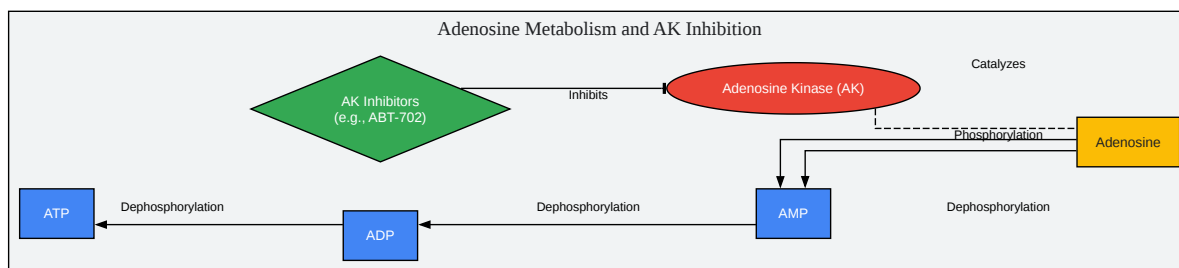 Adenosine Metabolism and AK Inhibition
Catalyzes
AK Inhibitors
(e.g., ABT-702)
Inhibits
Adenosine Kinase (AK)
Phosphorylation
Adenosine
ATP
Dephosphorylation
ADP
Dephosphorylation
AMP
Dephosphorylation